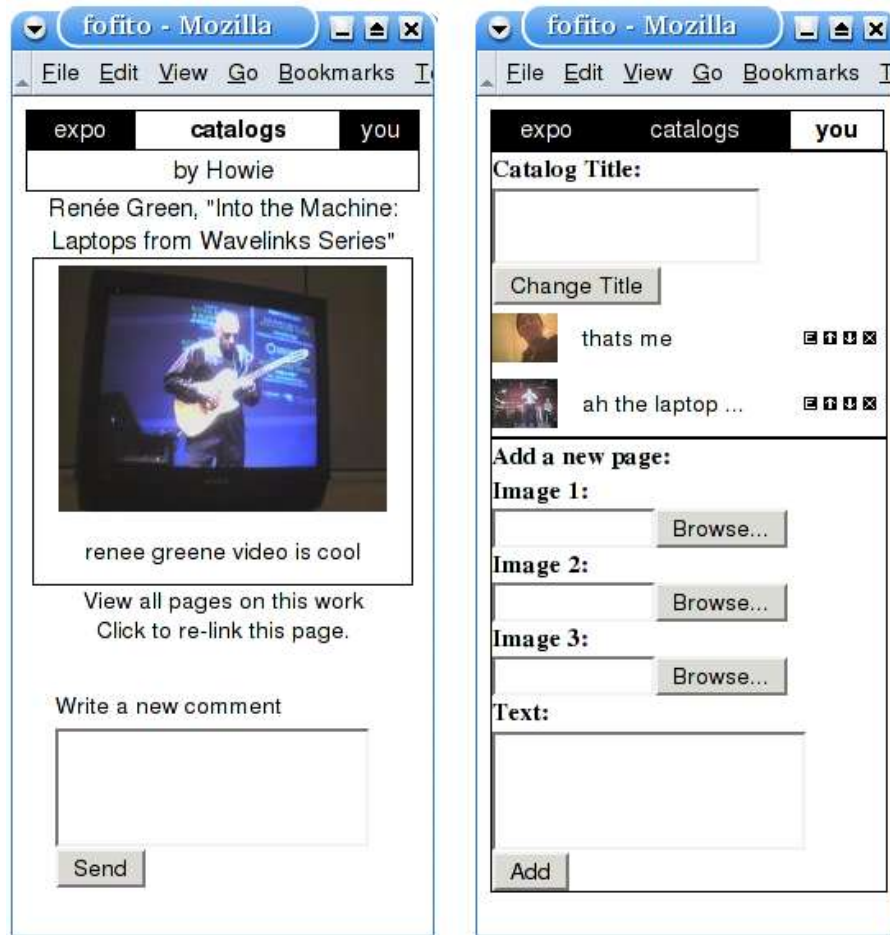 fofito - Mozilla
File Edit View Go Bookmarks
expo catalogs you
by Howie
Renée Green, "Into the Machine:
Laptops from Wavelinks Series"
renee greene video is cool
View all pages on this work
Click to re-link this page.
Write a new comment
Send
fofito - Mozilla
File Edit View Go Bookmarks
expo catalogs you
Catalog Title:
Change Title
thats me
E
ah the laptop ...
E
Add a new page:
Image 1:
Browse...
Image 2:
Browse...
Image 3:
Browse...
Text:
Add